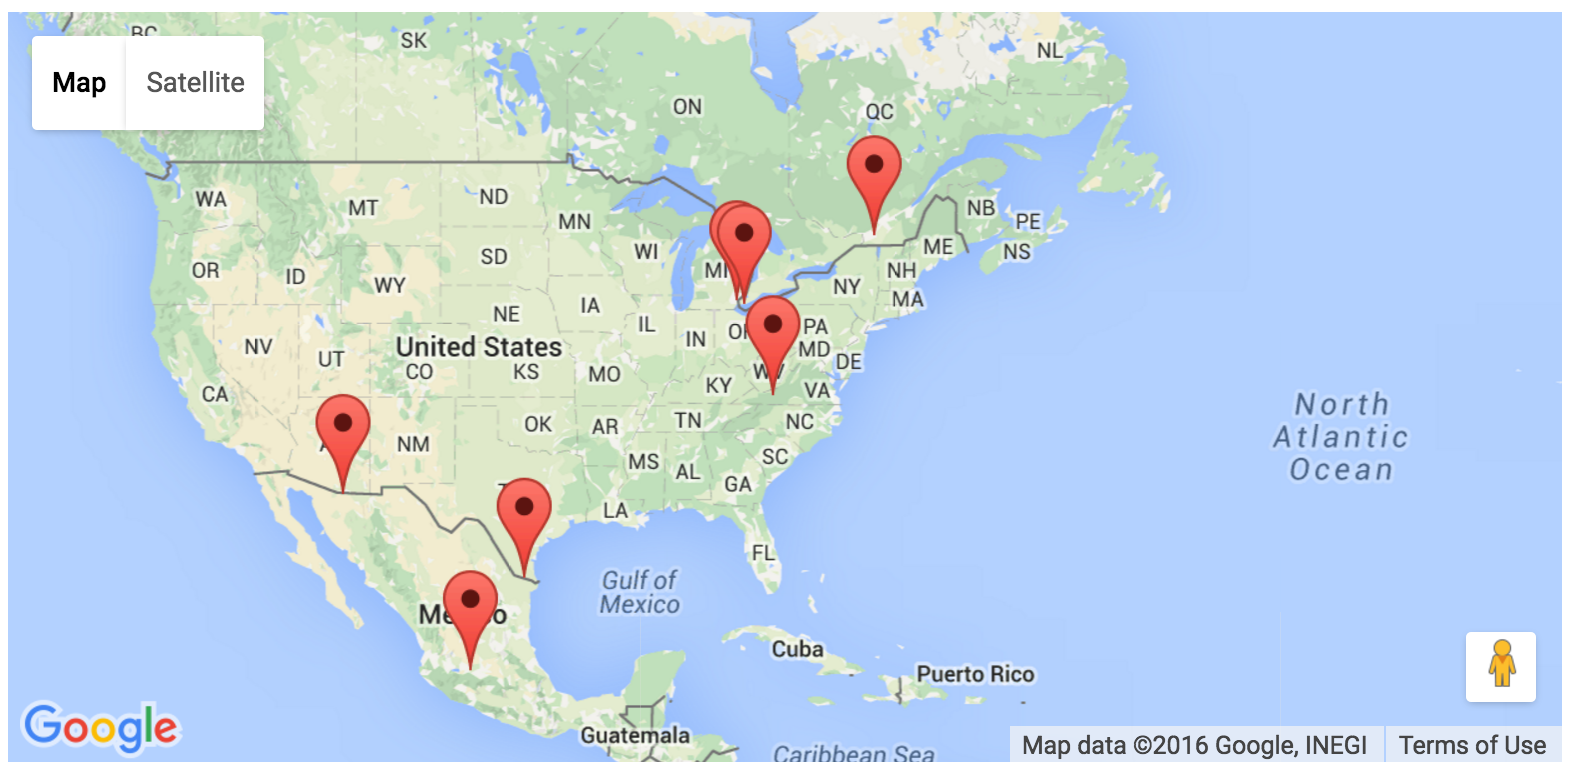 BC
SK
NL
Map
Satellite
ON
QC
WA
MT
ND
MN
NB
PE
OR
ID
SD
WI
MI
ME
NS
WY
NH
NY
MA
NE
IA
IL
IN
PA
NV
UT
United States
CO
KS
MO
MD
DE
KY
WV
VA
CA
NM
OK
AR
TN
NC
North
Atlantic
Ocean
MS
AL
SC
GA
LA
FL
Gulf of
Mexico
Cuba
Puerto Rico
Google
Guatemala
Caribbean Sea
Map data ©2016 Google, INEGI
Terms of Use